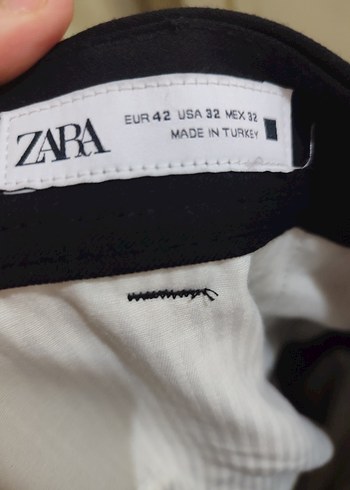 ZARA
EUR 42 USA 32 MEX 32
MADE IN TURKEY